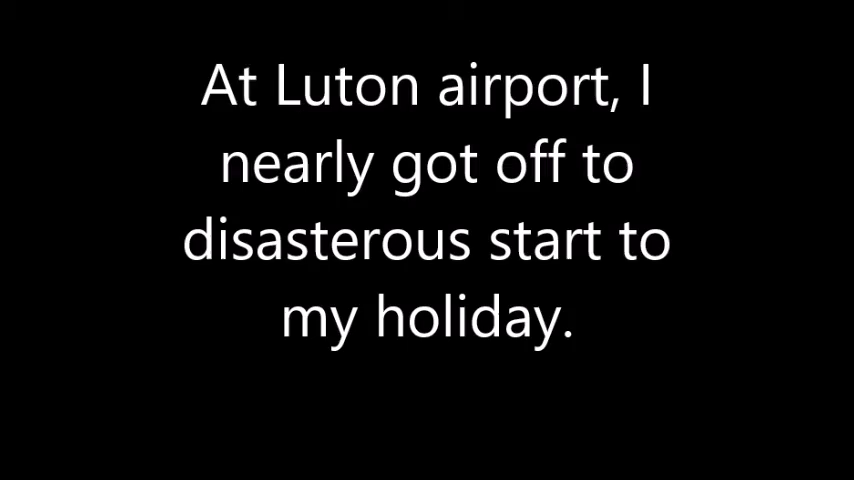 At Luton airport, I
nearly got off to
disasterous start to
my holiday.